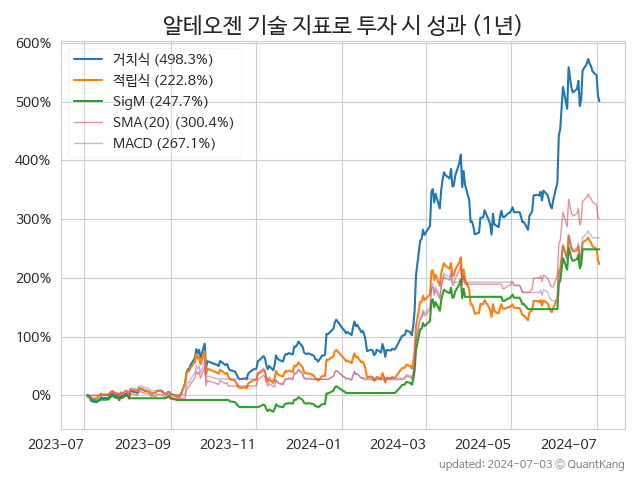 알테오젠 기술 지표로 투자 시 성과 (1년)
600%
500%
400%
300%
200%
100%
0%
거치식 (498.3%)
적립식 (222.8%)
SigM (247.7%)
SMA(20) (300.4%)
MACD (267.1%)
2023-07
2023-09
2023-11
2024-01
2024-03
2024-05
2024-07
updated: 2024-07-03 © QuantKang